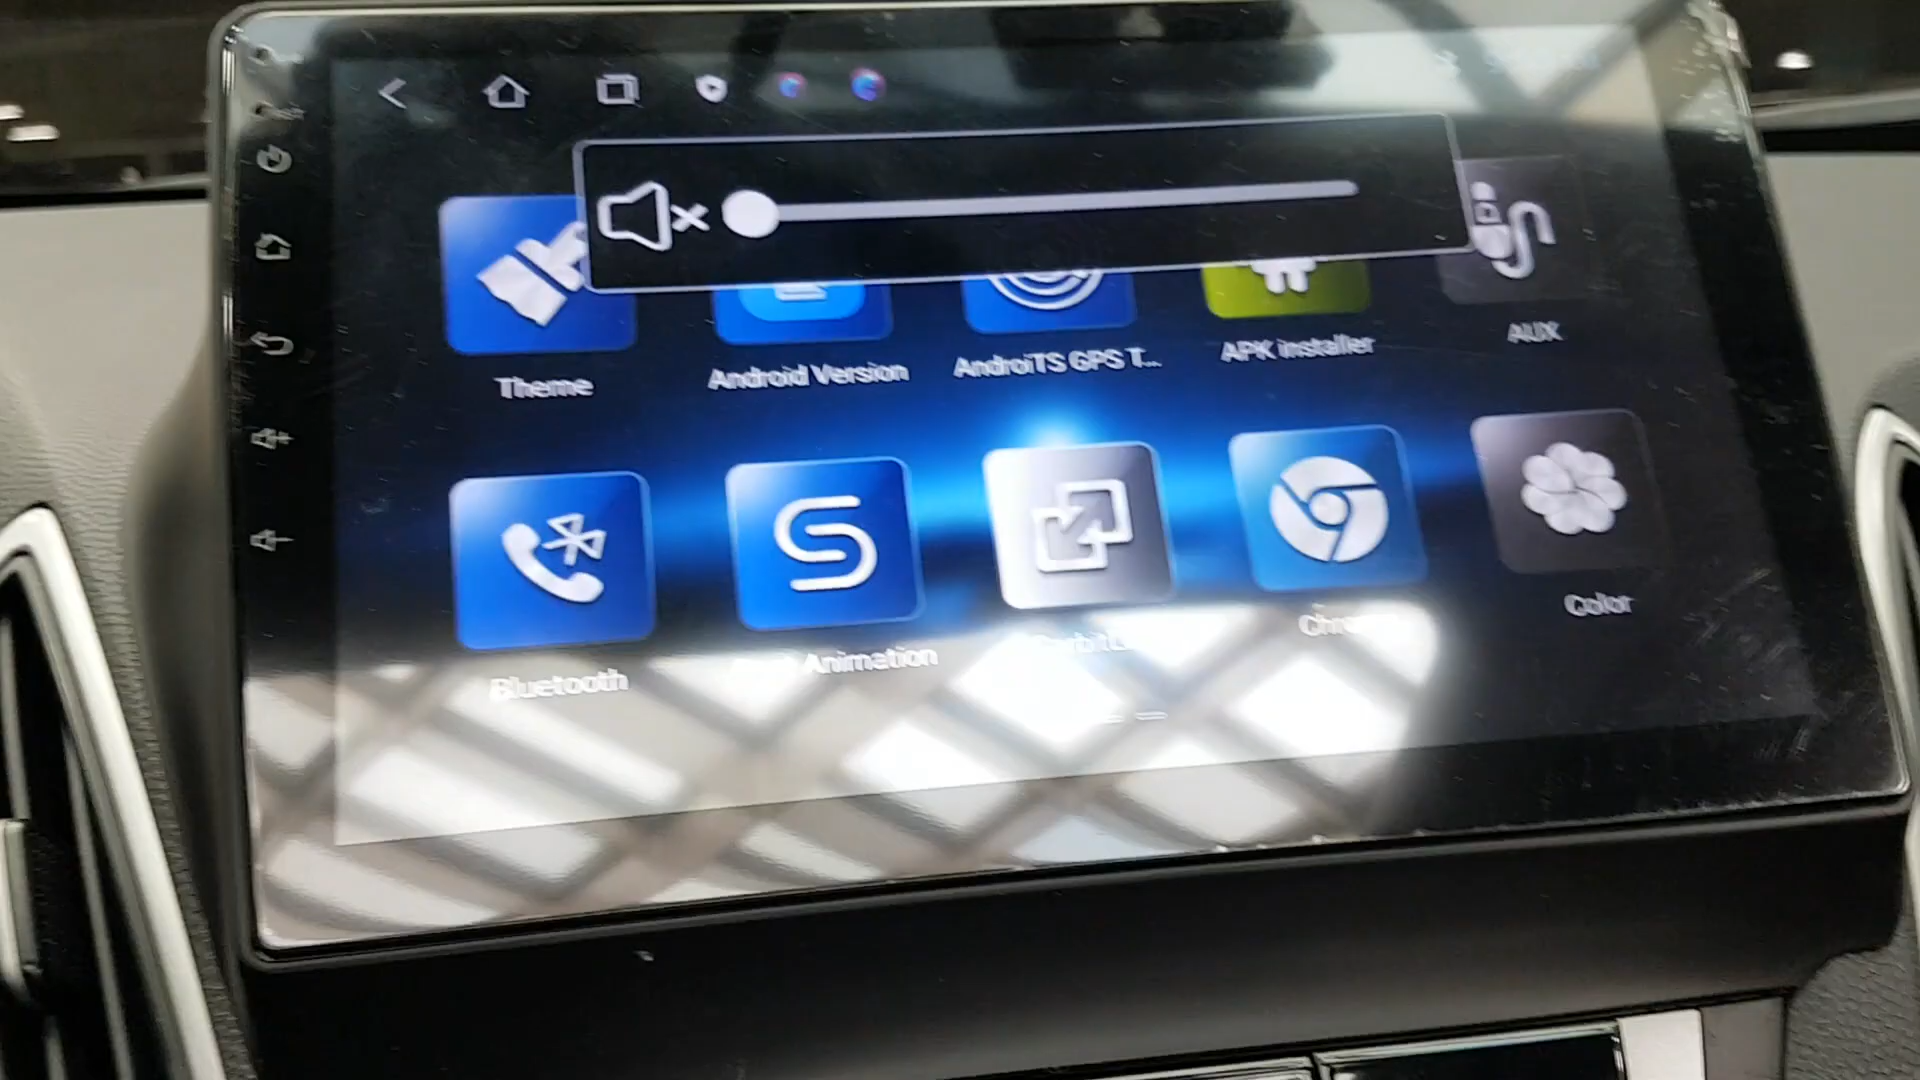 Theme
Android Version
AndroiTS GPS T...
APK installer
AUX
Bluetooth
Animation
Color